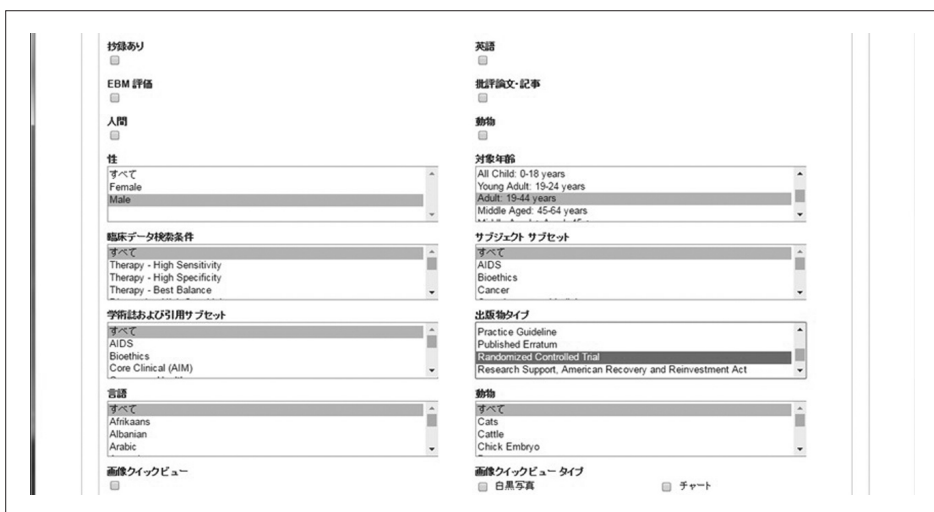 抄録あり
英語
EBM 評価
批評論文・記事
人間
動物
性
すべて
Female
Male
対象年齢
All Child: 0-18 years
Young Adult: 19-24 years
Adult: 19-44 years
Middle Aged: 45-64 years
臨床データ検索条件
すべて
Therapy - High Sensitivity
Therapy - High Specificity
Therapy - Best Balance
サブジェクト サブセット
すべて
AIDS
Bioethics
Cancer
学術誌および引用サブセット
すべて
AIDS
Bioethics
Core Clinical (AIM)
出版物タイプ
Practice Guideline
Published Erratum
Randomized Controlled Trial
Research Support, American Recovery and Reinvestment Act
言語
すべて
Afrikaans
Albanian
Arabic
動物
すべて
Cats
Cattle
Chick Embryo
画像クイックビュー
画像クイックビュー タイプ
白黒写真
チャート